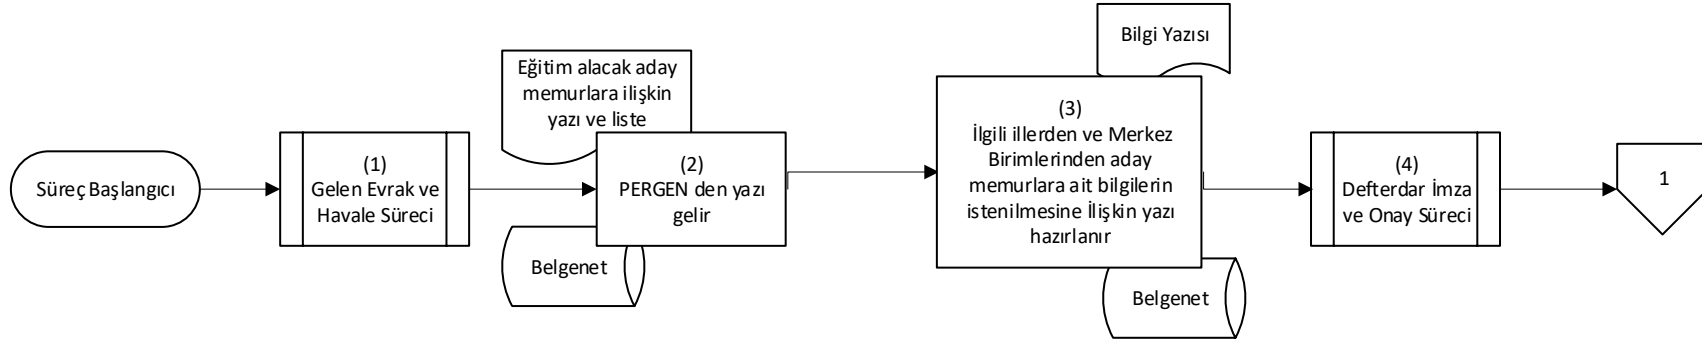 Süreç Başlangıcı
(1)
Gelen Evrak ve
Havale Süreci
Eğitim alacak aday
memurlara ilişkin
yazı ve liste
(2)
PERGEN den yazı
gelir
Belgenet
Bilgi Yazısı
(3)
İlgili illerden ve Merkez
Birimlerinden aday
memurlara ait bilgilerin
istenilmesine İlişkin yazı
hazırlanır
Belgenet
(4)
Defterdar İmza
ve Onay Süreci
1